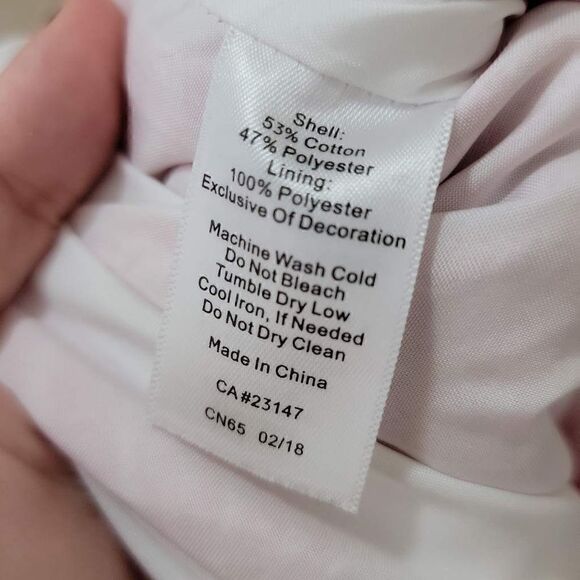 Shell:
53% Cotton
47% Polyester
Lining:
100% Polyester
Exclusive Of Decoration
Machine Wash Cold
Do Not Bleach
Tumble Dry Low
Cool Iron, If Needed
Do Not Dry Clean
Made In China
CA#23147
CN65 02/18